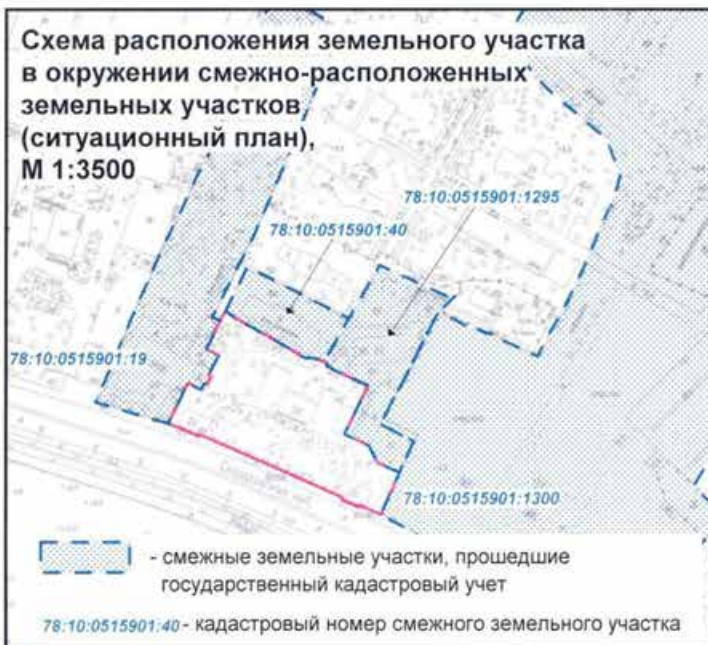 Схема расположения земельного участка
в окружении смежно-расположенных
земельных участков
(ситуационный план),
М 1:3500
78:10:0515901:1295
78:10:0515901:40
78:10:0515901:19
78:10:0515901:1300
- смежные земельные участки, прошедшие
государственный кадастровый учет
78:10:0515901:40 - кадастровый номер смежного земельного участка